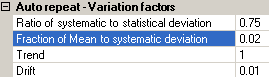 Auto repeat - Variation factors
Ratio of systematic to statistical deviation 0.75
Fraction of Mean to systematic deviation 0.02
Trend 1
Drift 0.01